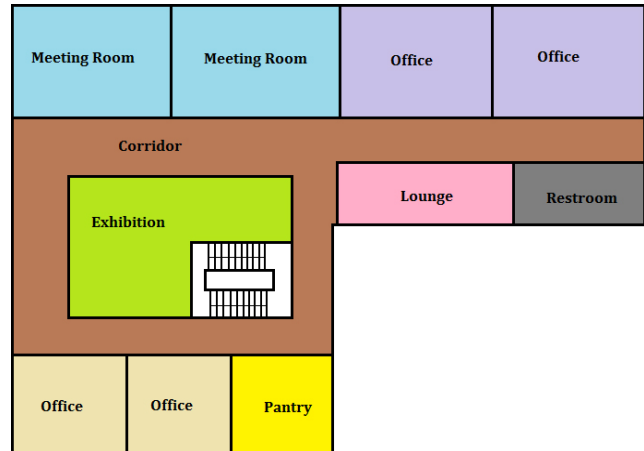 Meeting Room
Meeting Room
Office
Office
Corridor
Exhibition
Lounge
Restroom
Office
Office
Pantry